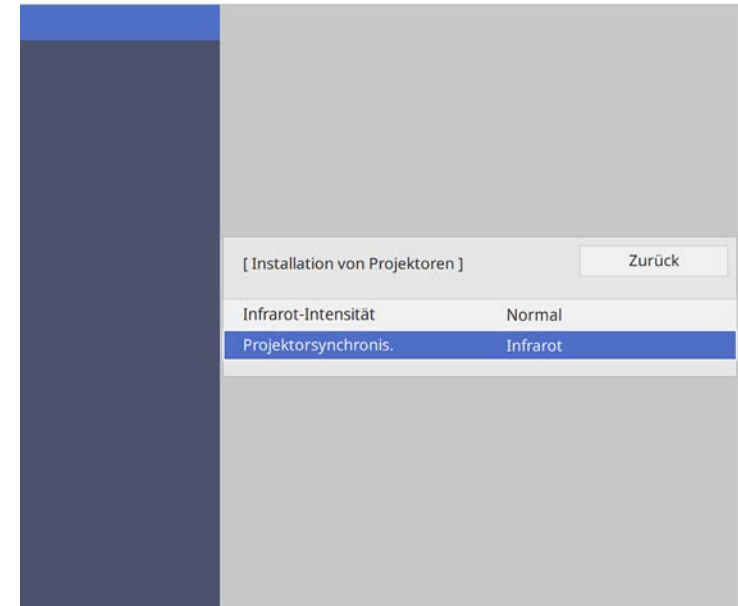 [ Installation von Projektoren ] Zurück
Infrarot-Intensität Normal
Projektorsynchronis. Infrarot